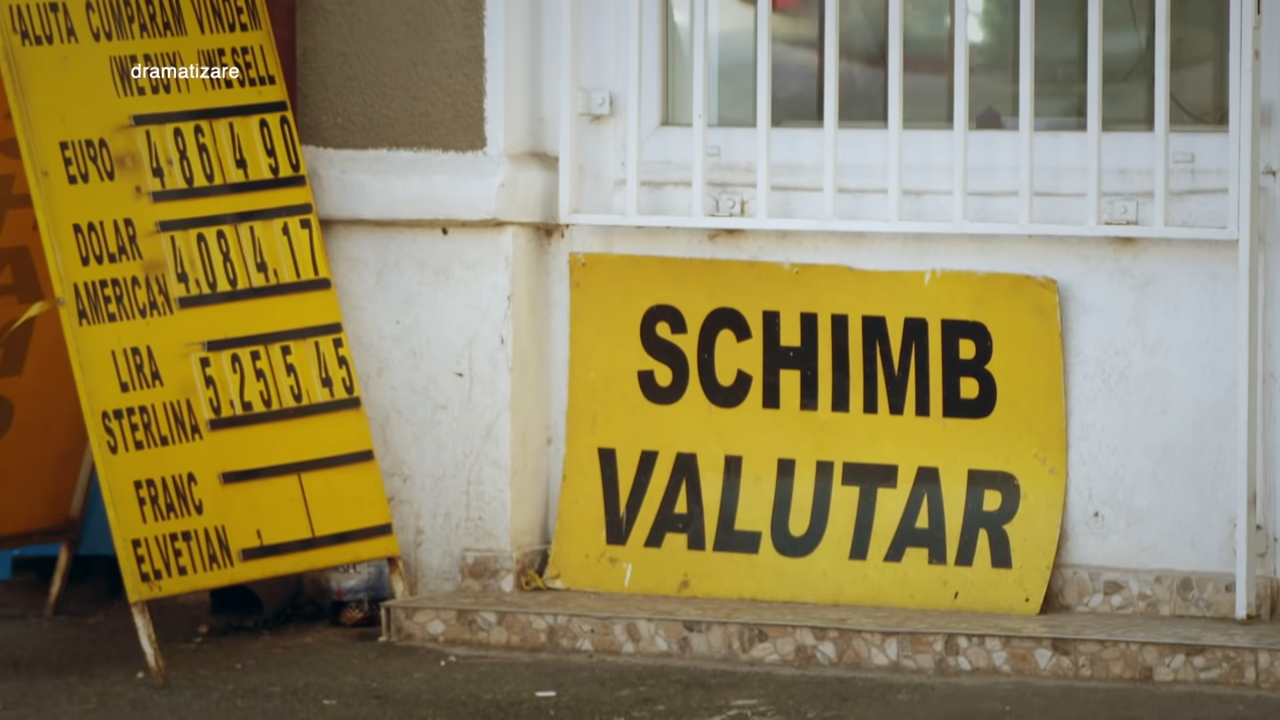 VALUTA CUMPARAM VINDEM
(WE BUY) (WE SELL
dramatizare
EURO 4.86 4.90
DOLAR
AMERICAN 4.08 4.17
LIRA
STERLINA 5.25 5.45
FRANC
ELVETIAN
SCHIMB
VALUTAR